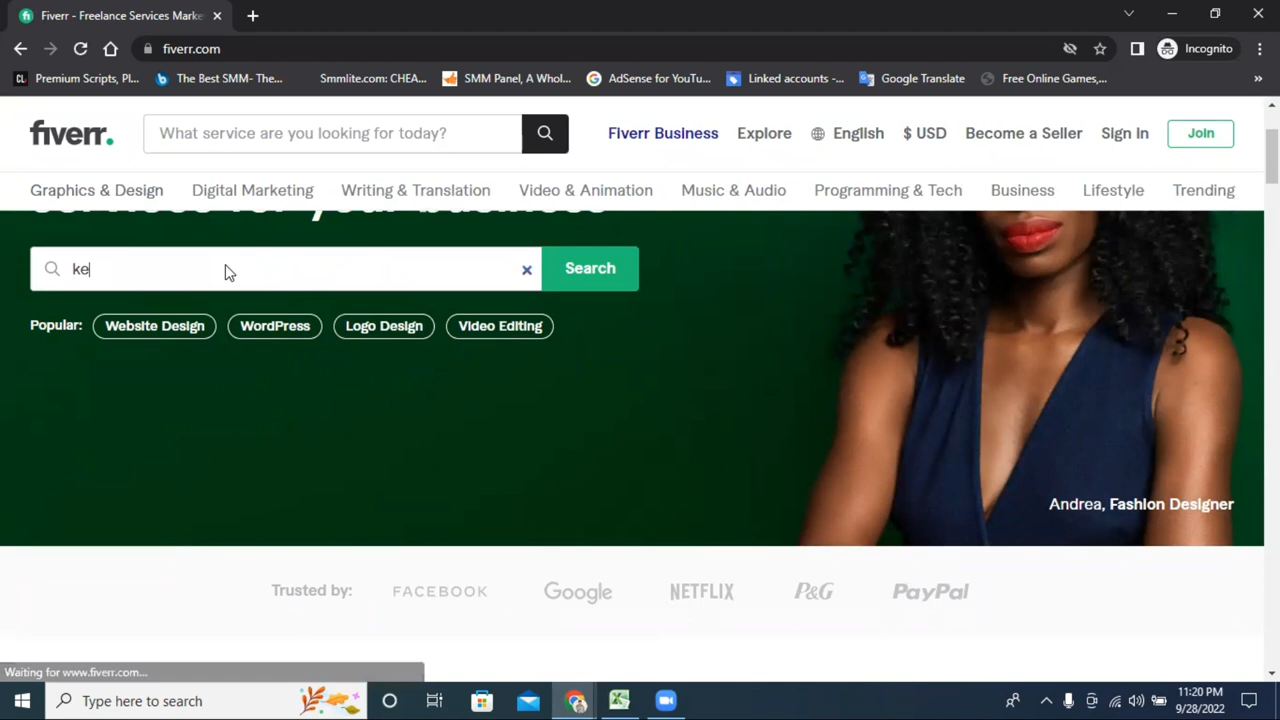 Fiverr - Freelance Services Marke
fiverr.com
Incognito
CL Premium Scripts, Pl...
The Best SMM- The...
Smmlite.com: CHEA...
SMM Panel, A Whol...
AdSense for YouTu...
Linked accounts -...
Google Translate
Free Online Games,...
fiverr.
What service are you looking for today?
Fiverr Business
Explore
English
$ USD
Become a Seller
Sign In
Join
Graphics & Design
Digital Marketing
Writing & Translation
Video & Animation
Music & Audio
Programming & Tech
Business
Lifestyle
Trending
services for your business
ke
Search
Popular:
Website Design
WordPress
Logo Design
Video Editing
Andrea, Fashion Designer
Trusted by:
FACEBOOK
Google
NETFLIX
P&G
PayPal
Waiting for www.fiverr.com...
Type here to search
11:20 PM
9/28/2022